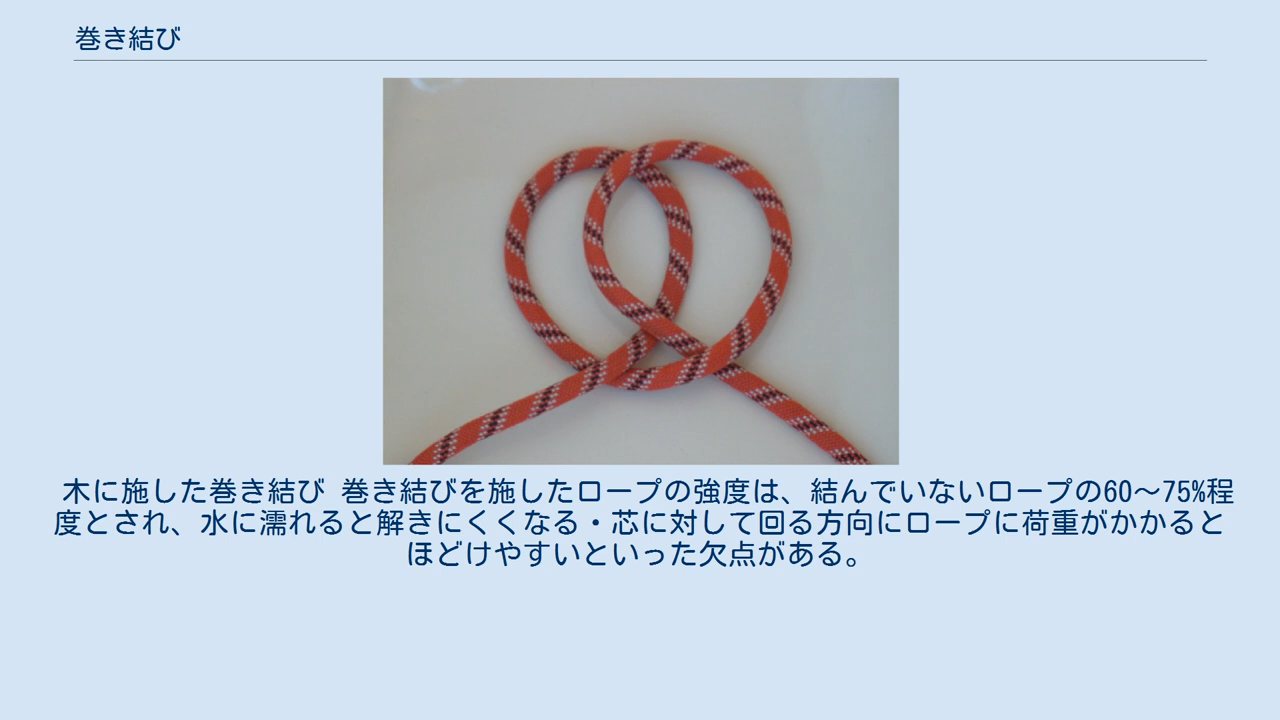 巻き結び
木に施した巻き結び 巻き結びを施したロープの強度は、結んでいないロープの60～75%程
度とされ、水に濡れると解きにくくなる・芯に対して回る方向にロープに荷重がかかると
ほどけやすいといった欠点がある。